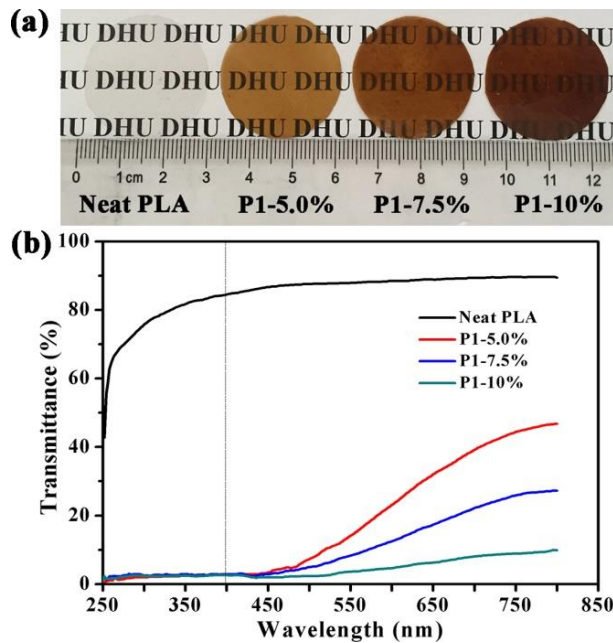 (a)
HU DHU DHU DHU DHU DHU DHU DHU DHU
HU DHU DHU DHU DHU DHU DHU DHU DHU
HU DHU DHU DHU DHU DHU DHU DHU DHU
0 1cm 2 3 4 5 6 7 8 9 10 11 12
Neat PLA P1-5.0% P1-7.5% P1-10%
(b)
100
80
60
40
20
0
Transmittance (%)
Neat PLA
P1-5.0%
P1-7.5%
P1-10%
250 350 450 550 650 750 850
Wavelength (nm)